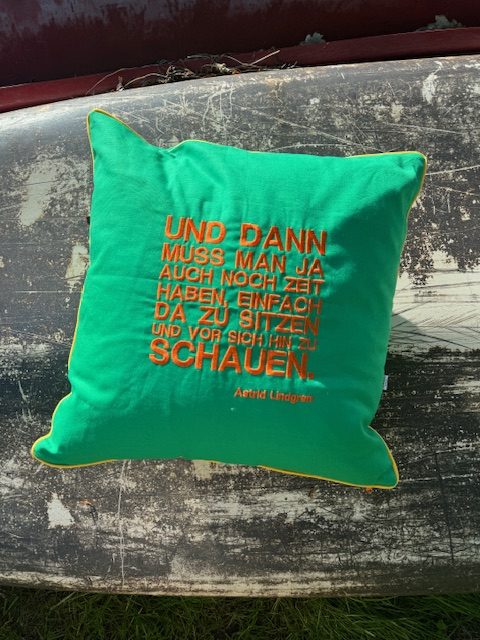 UND DANN
MUSS MAN JA
AUCH NOCH ZEIT
HABEN, EINFACH
DA ZU SITZEN
UND VOR SICH HIN ZU
SCHAUEN.
Astrid Lindgren